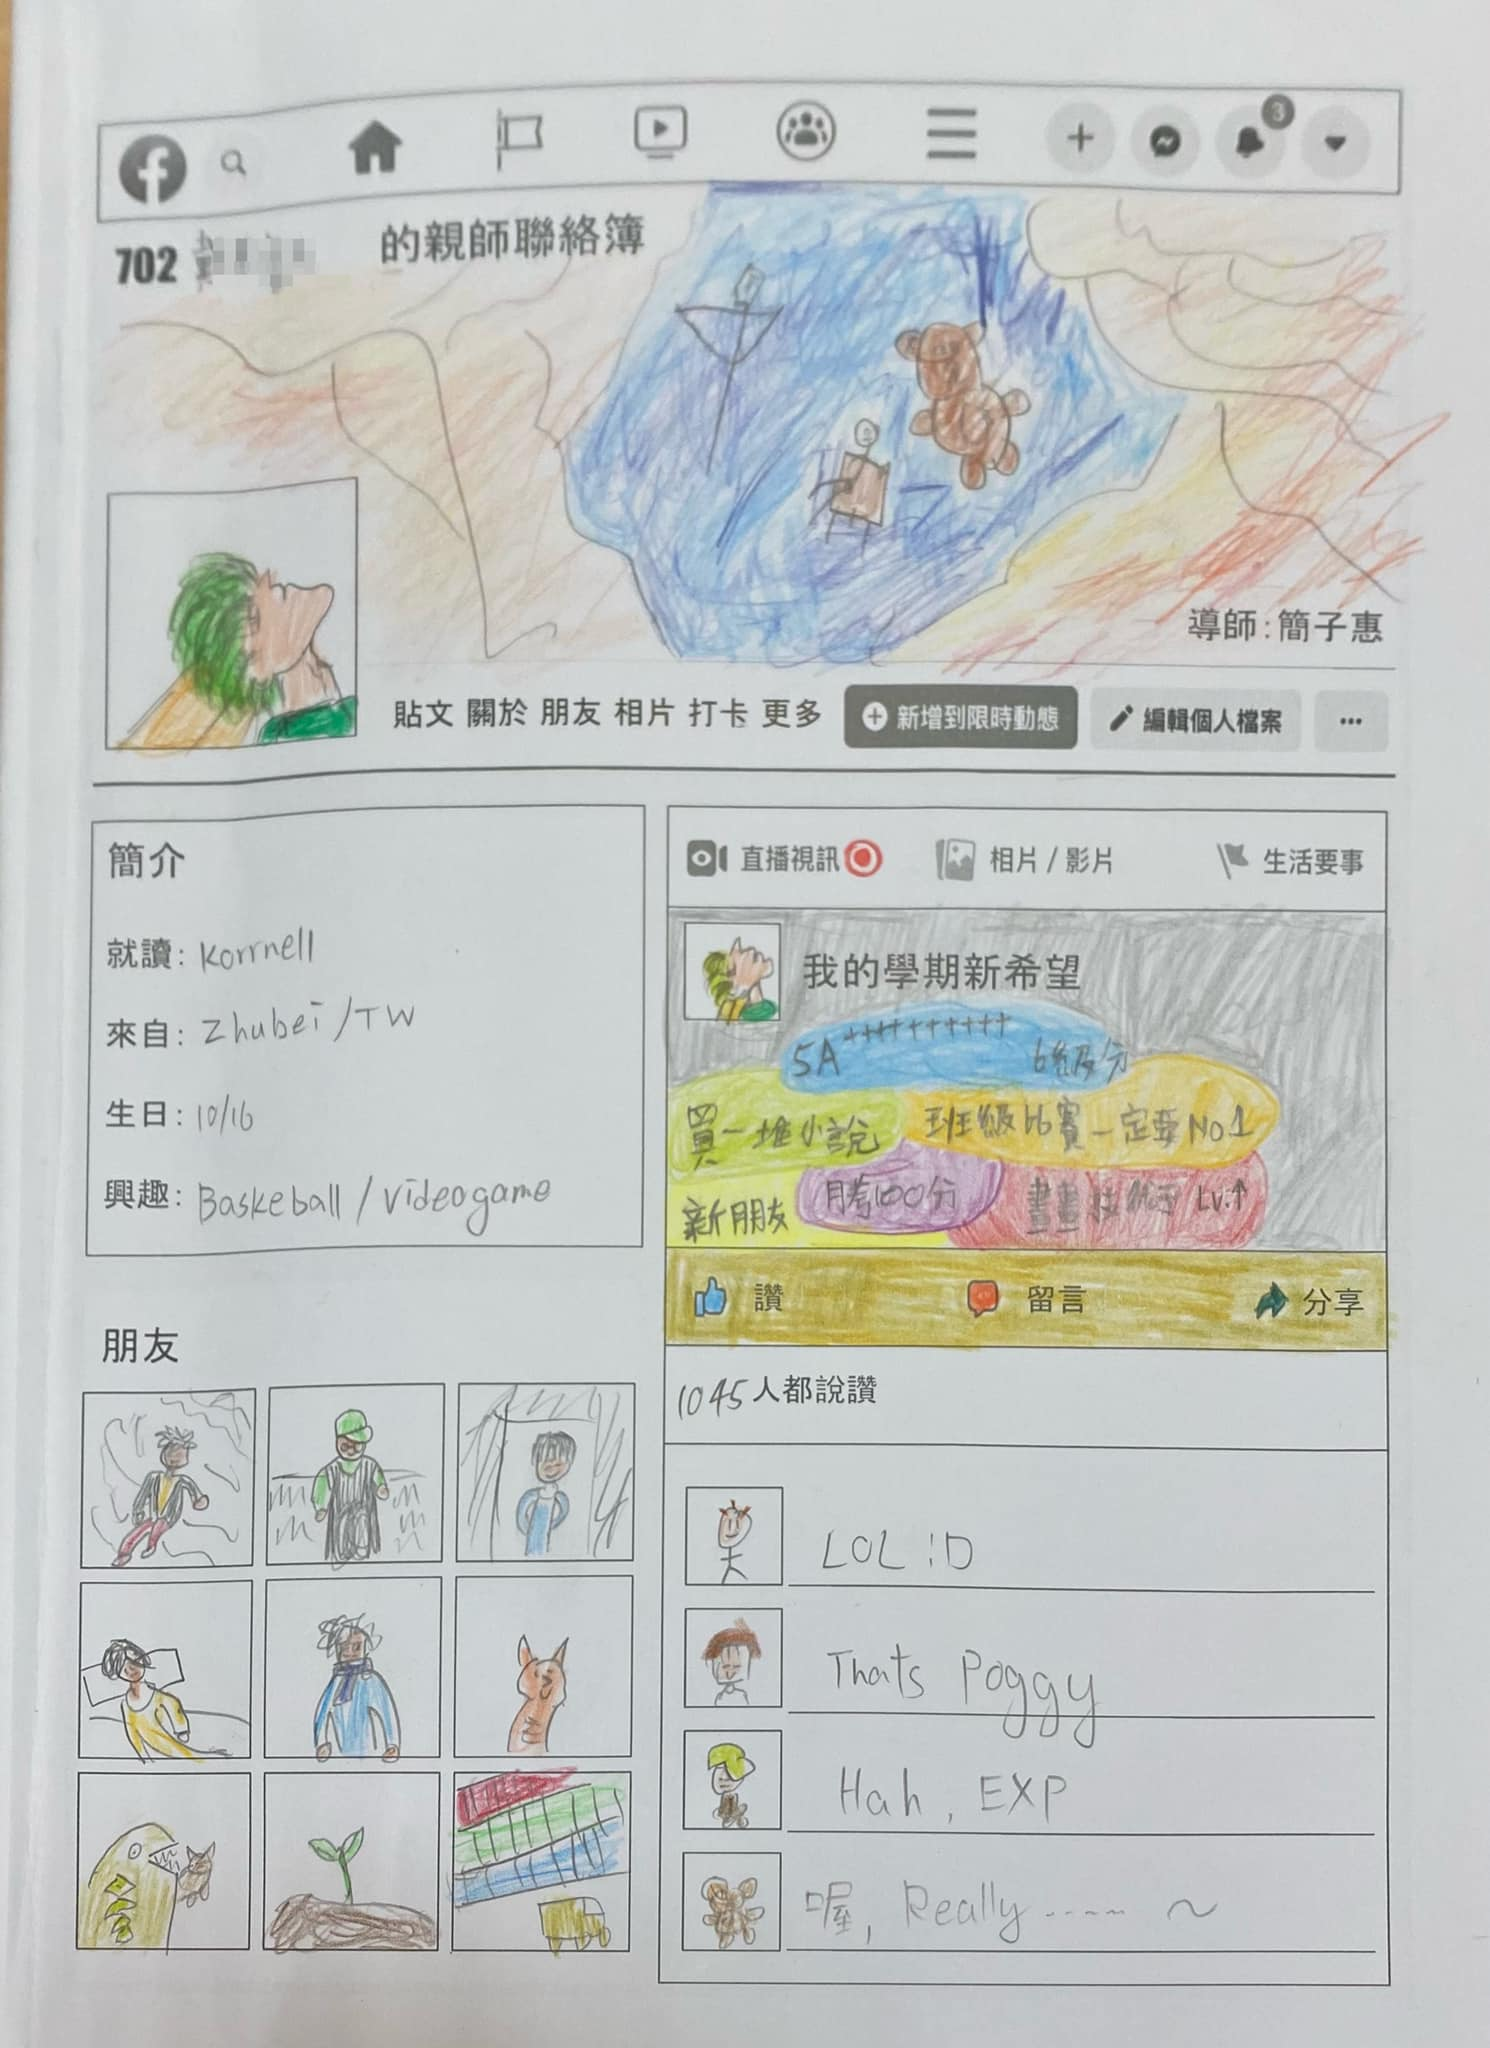 3
702
的親師聯絡簿
導師:簡子惠
貼文 關於 朋友 相片 打卡 更多
新增到限時動態
編輯個人檔案
簡介
就讀: Korrnell
來自: Zhubei/TW
生日: 10/16
興趣: Baskeball / videogame
朋友
直播視訊
相片 / 影片
生活要事
我的學期新希望
5A++++++++++ 6級分
買一堆小說
班級比賽一定要No1
新朋友
100分
畫畫技能 Lv.↑
讚
留言
分享
1045人都說讚
LOL :D
Thats Poggy
Hah, EXP
喔, Really ..... ~